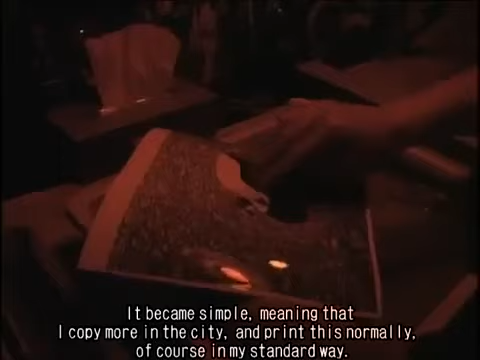 It became simple, meaning that
I copy more in the city, and print this normally,
of course in my standard way.